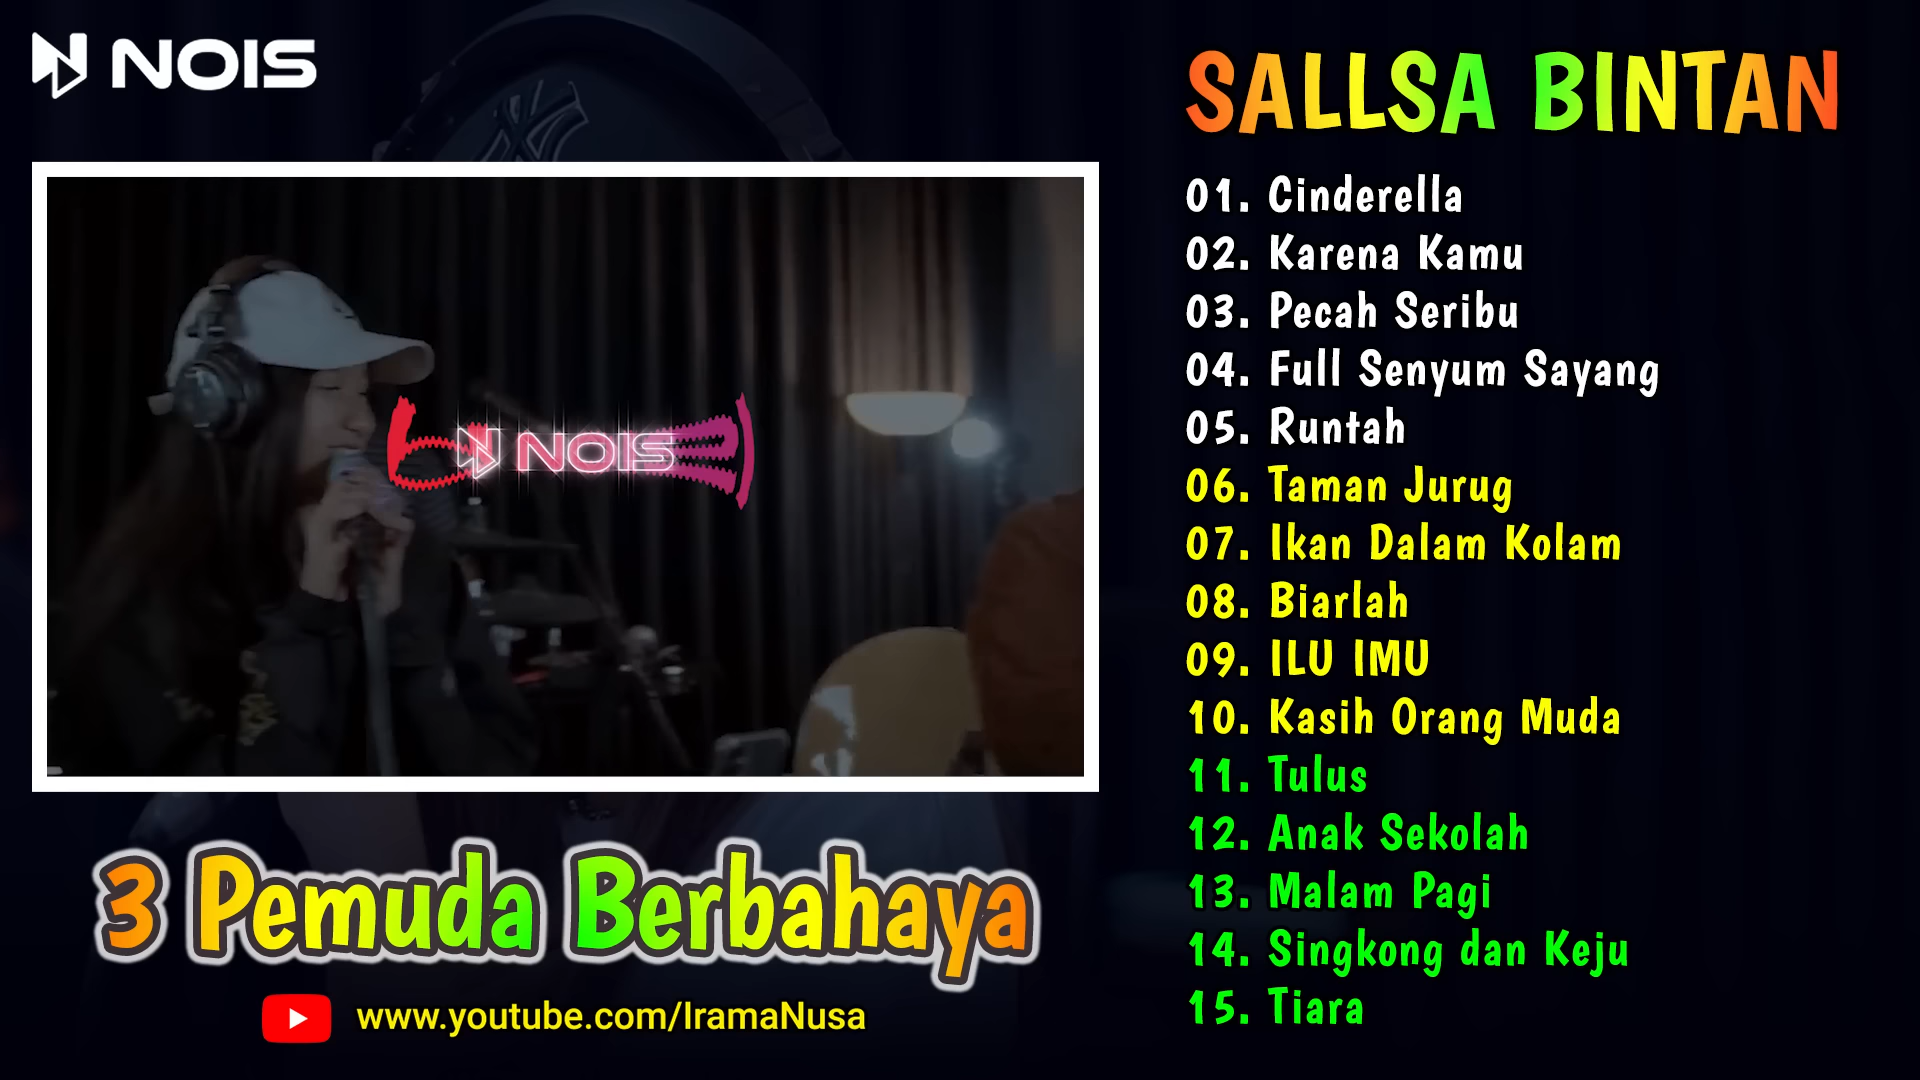 NOIS
SALLSA BINTAN
01. Cinderella
02. Karena Kamu
03. Pecah Seribu
04. Full Senyum Sayang
05. Runtah
06. Taman Jurug
07. Ikan Dalam Kolam
08. Biarlah
09. ILU IMU
10. Kasih Orang Muda
11. Tulus
12. Anak Sekolah
13. Malam Pagi
14. Singkong dan Keju
15. Tiara
NOIS
3 Pemuda Berbahaya
www.youtube.com/IramaNusa